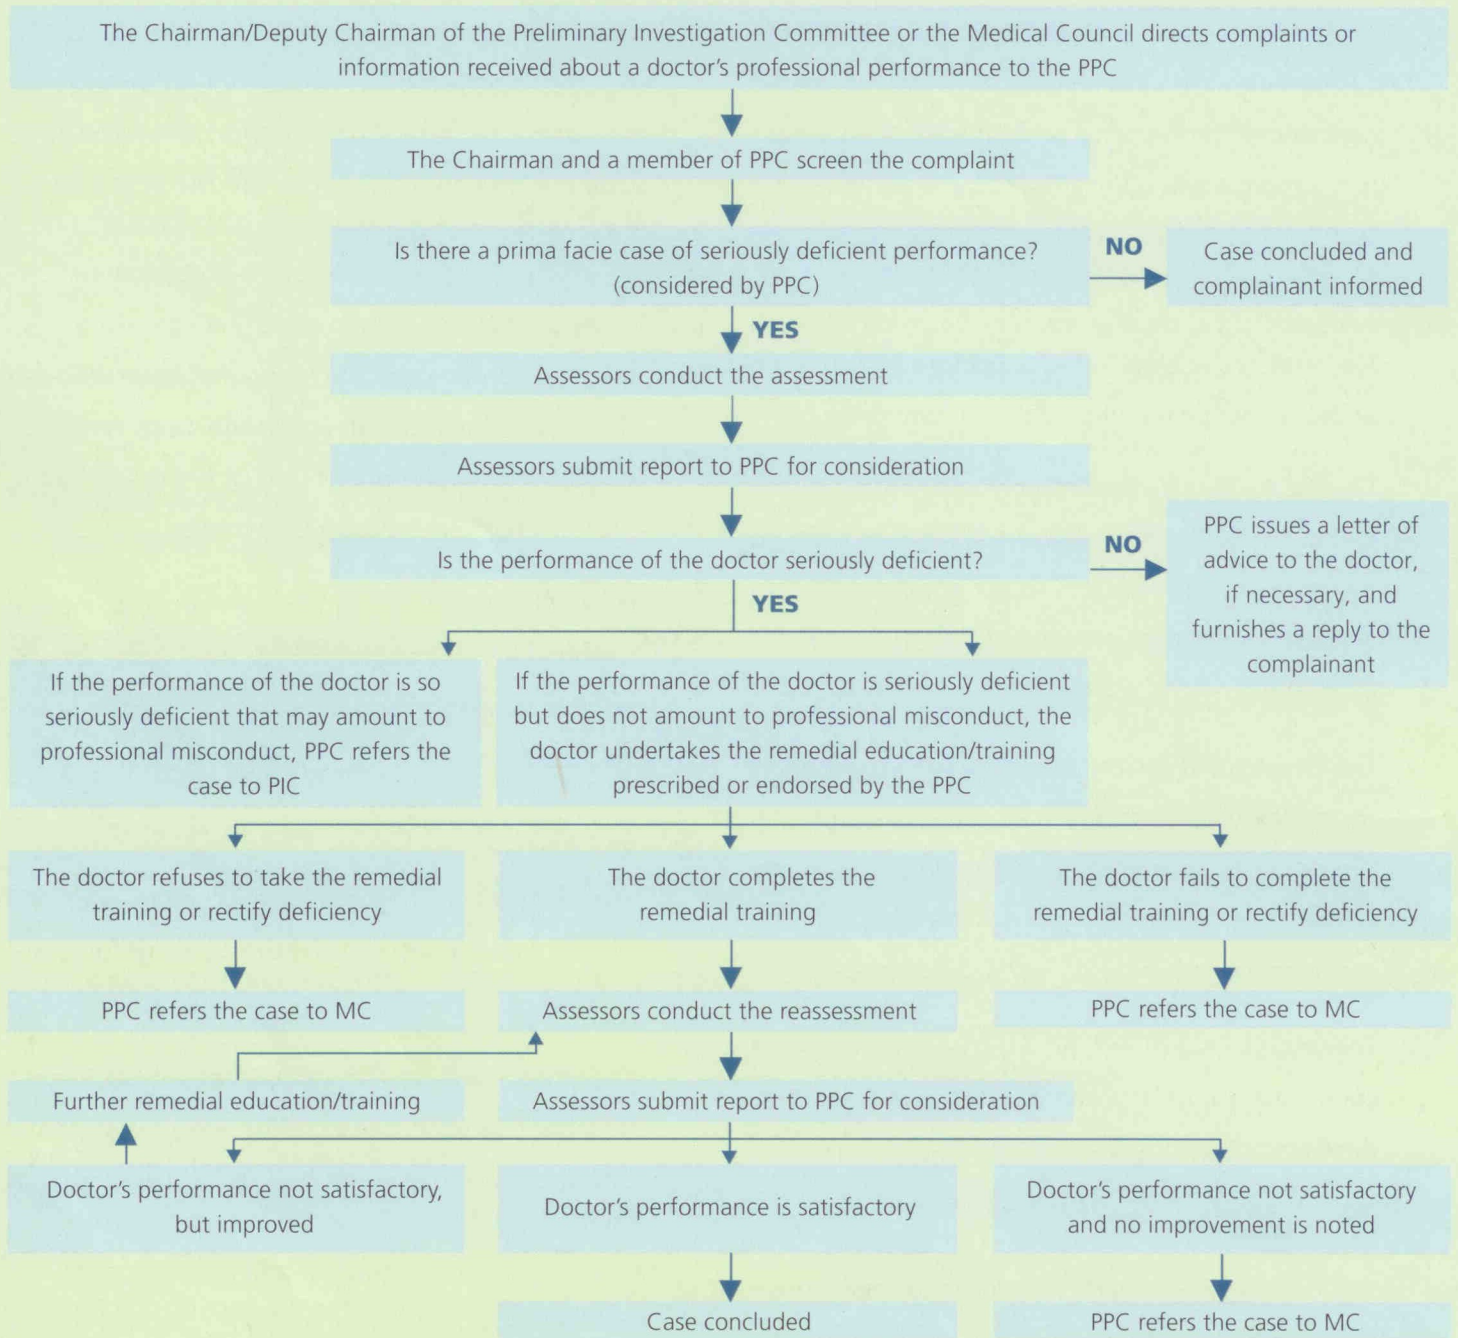 The Chairman/Deputy Chairman of the Preliminary Investigation Committee or the Medical Council directs complaints or
information received about a doctor's professional performance to the PPC
The Chairman and a member of PPC screen the complaint
Is there a prima facie case of seriously deficient performance?
(considered by PPC)
NO
Case concluded and
complainant informed
YES
Assessors conduct the assessment
Assessors submit report to PPC for consideration
Is the performance of the doctor seriously deficient?
NO
PPC issues a letter of
advice to the doctor,
if necessary, and
furnishes a reply to the
complainant
YES
If the performance of the doctor is so
seriously deficient that may amount to
professional misconduct, PPC refers the
case to PIC
If the performance of the doctor is seriously deficient
but does not amount to professional misconduct, the
doctor undertakes the remedial education/training
prescribed or endorsed by the PPC
The doctor refuses to take the remedial
training or rectify deficiency
The doctor completes the
remedial training
The doctor fails to complete the
remedial training or rectify deficiency
PPC refers the case to MC
Assessors conduct the reassessment
PPC refers the case to MC
Further remedial education/training
Assessors submit report to PPC for consideration
Doctor's performance not satisfactory,
but improved
Doctor's performance is satisfactory
Doctor's performance not satisfactory
and no improvement is noted
Case concluded
PPC refers the case to MC